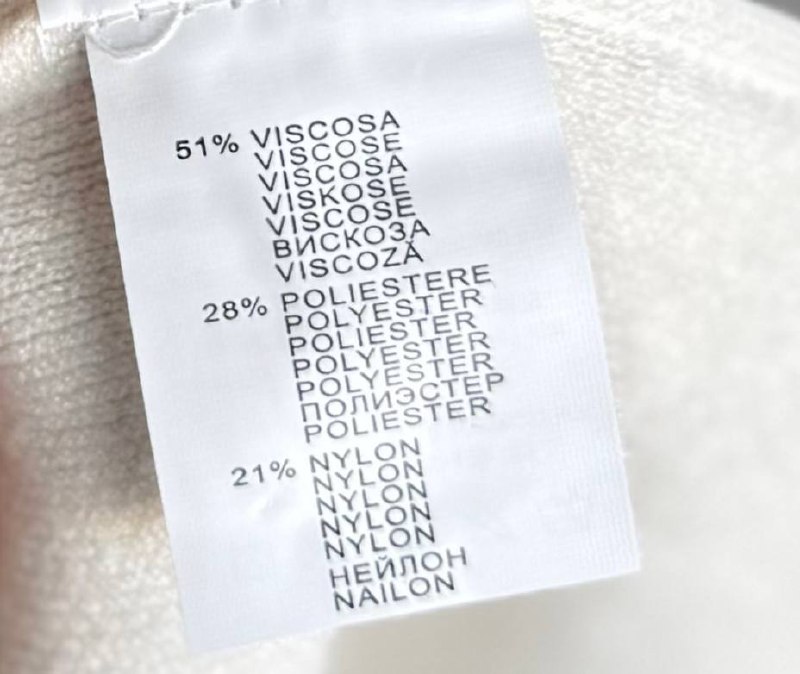 51% VISCOSA
VISCOSE
VISCOSA
VISKOSE
VISCOSE
ВИСКОЗА
VISCOZĂ
28% POLIESTERE
POLYESTER
POLIESTER
POLYESTER
POLYESTER
ПОЛИЭСТЕР
POLIESTER
21% NYLON
NYLON
NYLON
NYLON
NYLON
НЕЙЛОН
NAILON